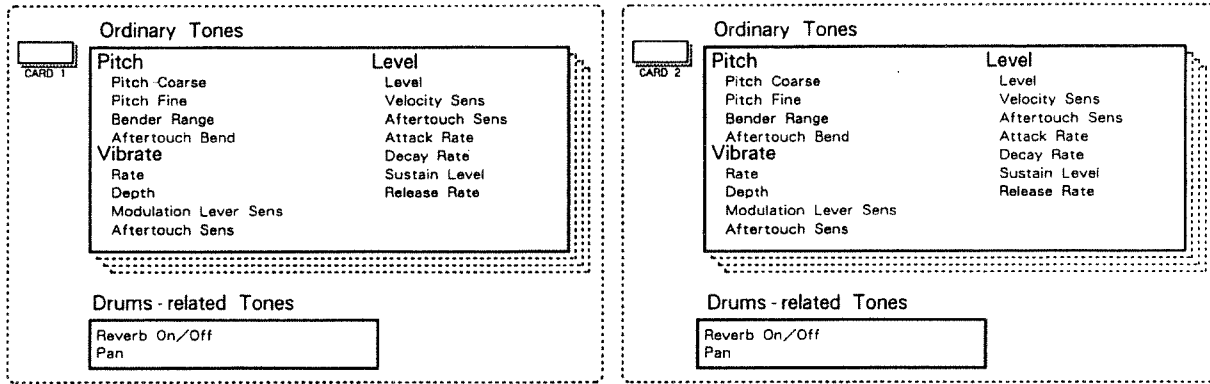 Ordinary Tones
CARD 1
Pitch
Pitch Coarse
Pitch Fine
Bender Range
Aftertouch Bend
Vibrate
Rate
Depth
Modulation Lever Sens
Aftertouch Sens
Level
Level
Velocity Sens
Aftertouch Sens
Attack Rate
Decay Rate
Sustain Level
Release Rate
Drums - related Tones
Reverb On/Off
Pan
Ordinary Tones
CARD 2
Pitch
Pitch Coarse
Pitch Fine
Bender Range
Aftertouch Bend
Vibrate
Rate
Depth
Modulation Lever Sens
Aftertouch Sens
Level
Level
Velocity Sens
Aftertouch Sens
Attack Rate
Decay Rate
Sustain Level
Release Rate
Drums - related Tones
Reverb On/Off
Pan